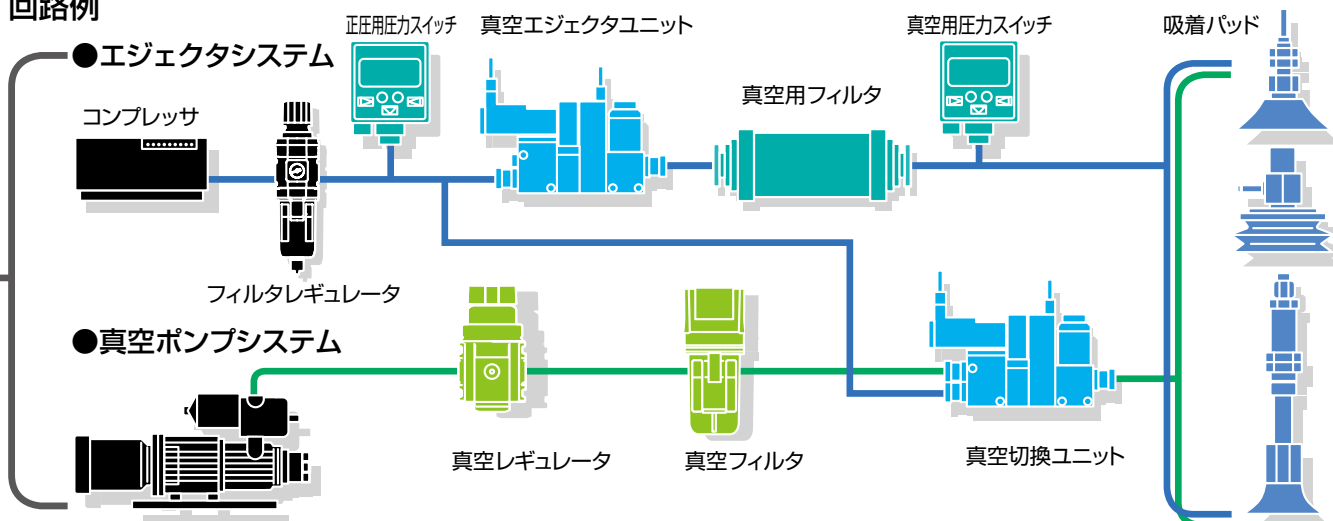 回路例
●エジェクタシステム
正圧用圧力スイッチ
真空エジェクタユニット
真空用圧力スイッチ
吸着パッド
コンプレッサ
真空用フィルタ
フィルタレギュレータ
●真空ポンプシステム
真空レギュレータ
真空フィルタ
真空切換ユニット